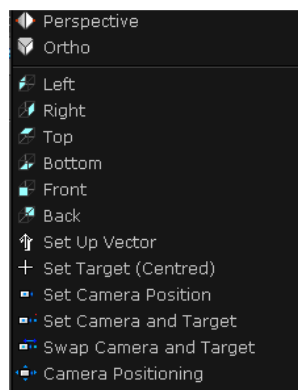 Perspective
Ortho
Left
Right
Top
Bottom
Front
Back
Set Up Vector
Set Target (Centred)
Set Camera Position
Set Camera and Target
Swap Camera and Target
Camera Positioning